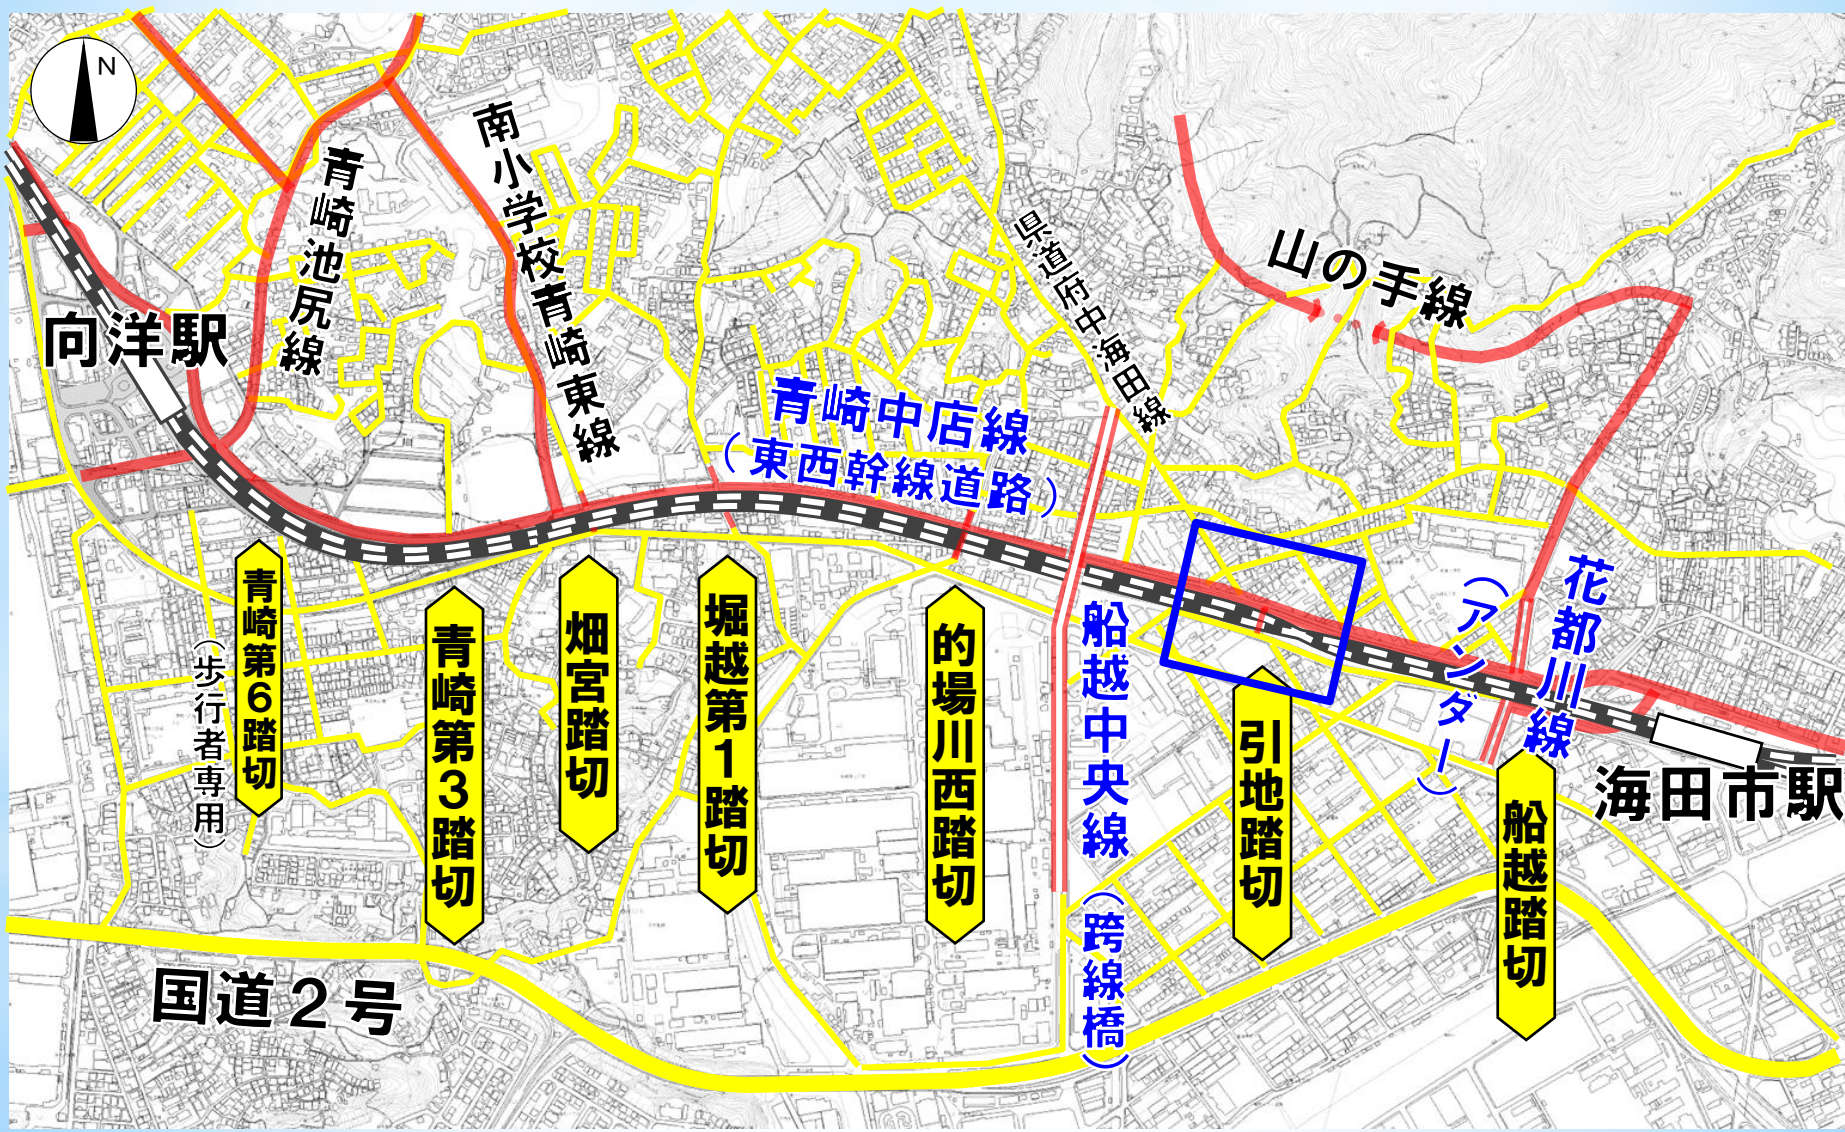 N
向洋駅
青崎池尻線
南小学校青崎東線
県道府中海田線
山の手線
青崎中店線
（東西幹線道路）
青崎第６踏切
（歩行者専用）
青崎第３踏切
畑宮踏切
堀越第１踏切
的場川西踏切
船越中央線（跨線橋）
引地踏切
花都川線
（アンダー）
船越踏切
海田市駅
国道２号